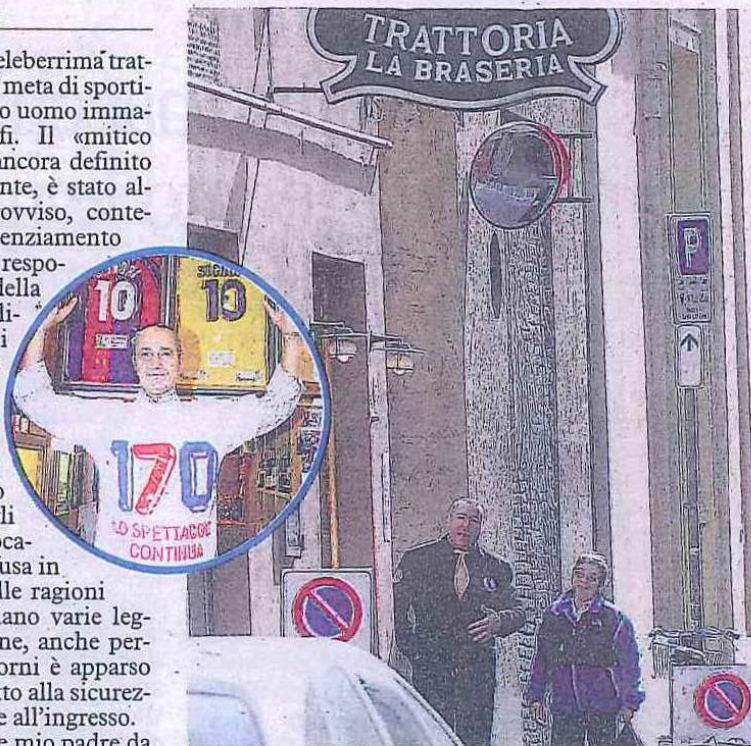 eleberrima trat-
meta di sporti-
o uomo imma-
fi. Il «mitico
ancora definito
nte, è stato al-
ovviso, conte-
enziamento
respo-
della
li-
i
o
li
oca-
usa in
lle ragioni
ano varie leg-
ne, anche per-
orni è apparso
tto alla sicurez-
e all'ingresso.
e mio padre da
TRATTORIA
LA BRASERIA
P
10
10
170
LO SPETTACOLO
CONTINUA